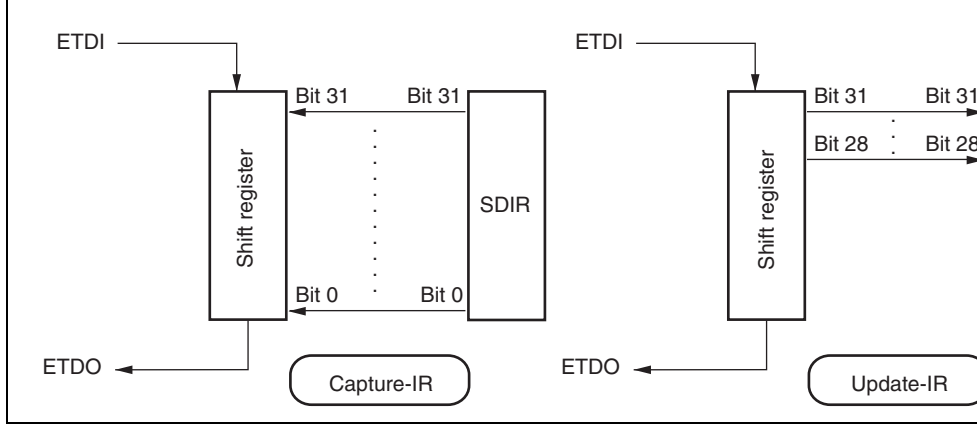 ETDI
Bit 31 Bit 31
Shift register
SDIR
Bit 0 Bit 0
ETDO
Capture-IR
ETDI
Bit 31 Bit 31
Bit 28 Bit 28
Shift register
ETDO
Update-IR